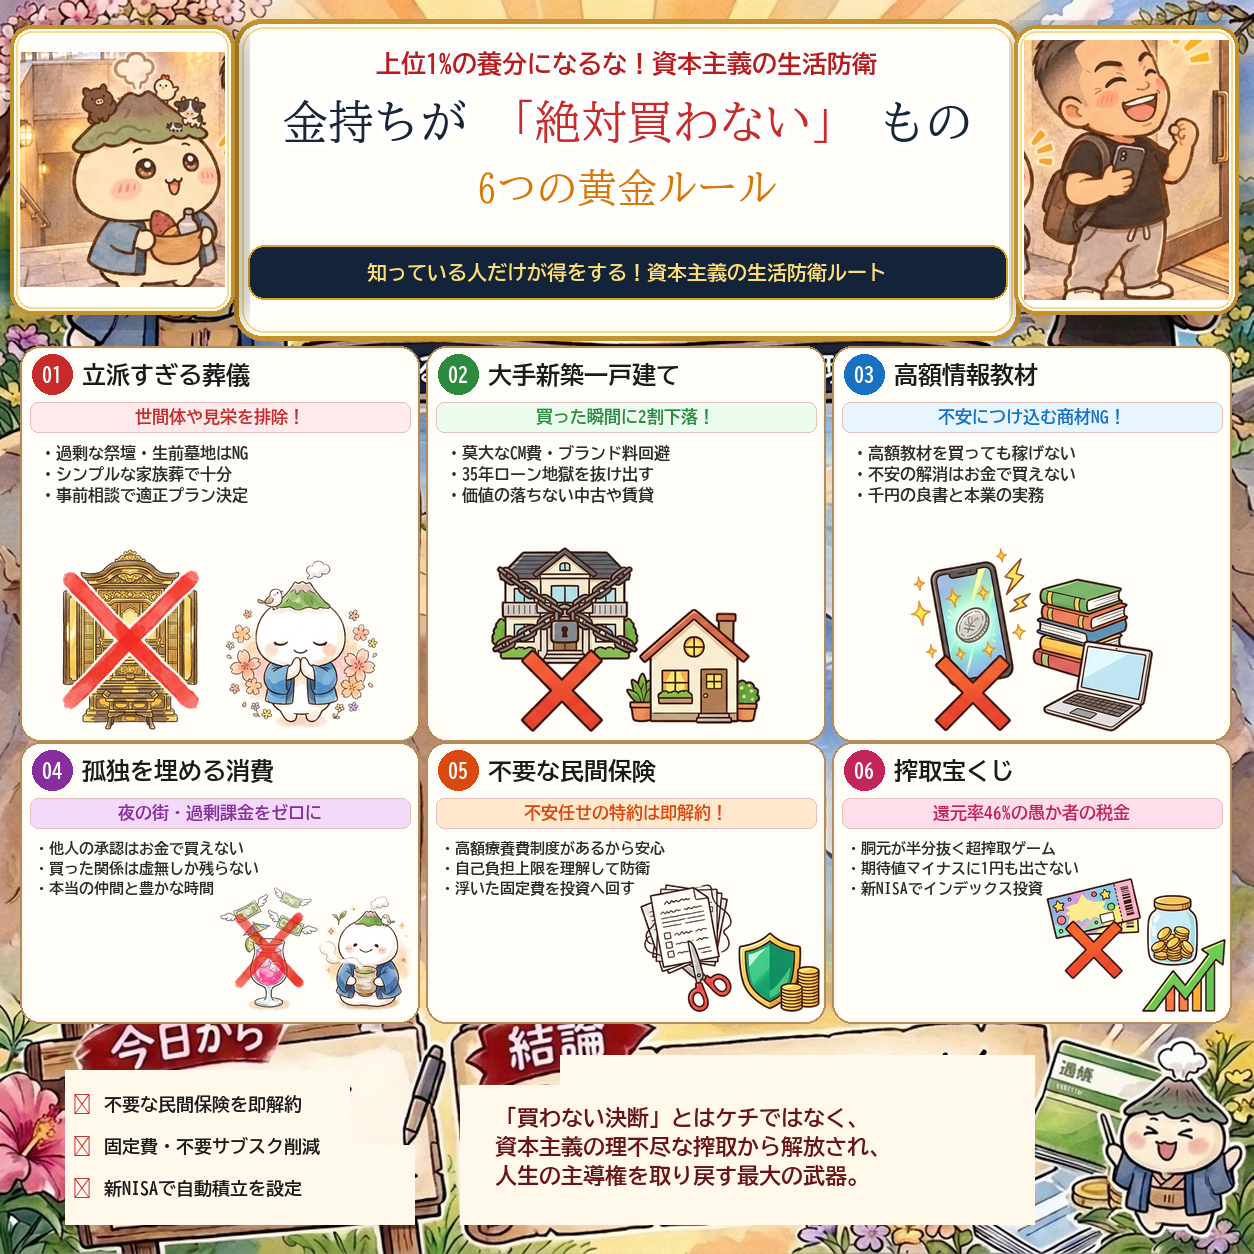 上位1%の養分になるな！資本主義の生活防衛
金持ちが「絶対買わない」もの
6つの黄金ルール
知っている人だけが得をする！資本主義の生活防衛ルート
01 立派すぎる葬儀
世間体や見栄を排除！
・過剰な祭壇・生前墓地はNG
・シンプルな家族葬で十分
・事前相談で適正プラン決定
02 大手新築一戸建て
買った瞬間に2割下落！
・莫大なCM費・ブランド料回避
・35年ローン地獄を抜け出す
・価値の落ちない中古や賃貸
03 高額情報教材
不安につけ込む商材NG！
・高額教材を買っても稼げない
・不安の解消はお金で買えない
・千円の良書と本業の実務
04 孤独を埋める消費
夜の街・過剰課金をゼロに
・他人の承認はお金で買えない
・買った関係は虚無しか残らない
・本当の仲間と豊かな時間
05 不要な民間保険
不安任せの特約は即解約！
・高額療養費制度があるから安心
・自己負担上限を理解して防衛
・浮いた固定費を投資へ回す
06 搾取宝くじ
還元率46%の愚か者の税金
・胴元が半分抜く超搾取ゲーム
・期待値マイナスに1円も出さない
・新NISAでインデックス投資
今日から
不要な民間保険を即解約
固定費・不要サブスク削減
新NISAで自動積立を設定
結論
「買わない決断」とはケチではなく、
資本主義の理不尽な搾取から解放され、
人生の主導権を取り戻す最大の武器。